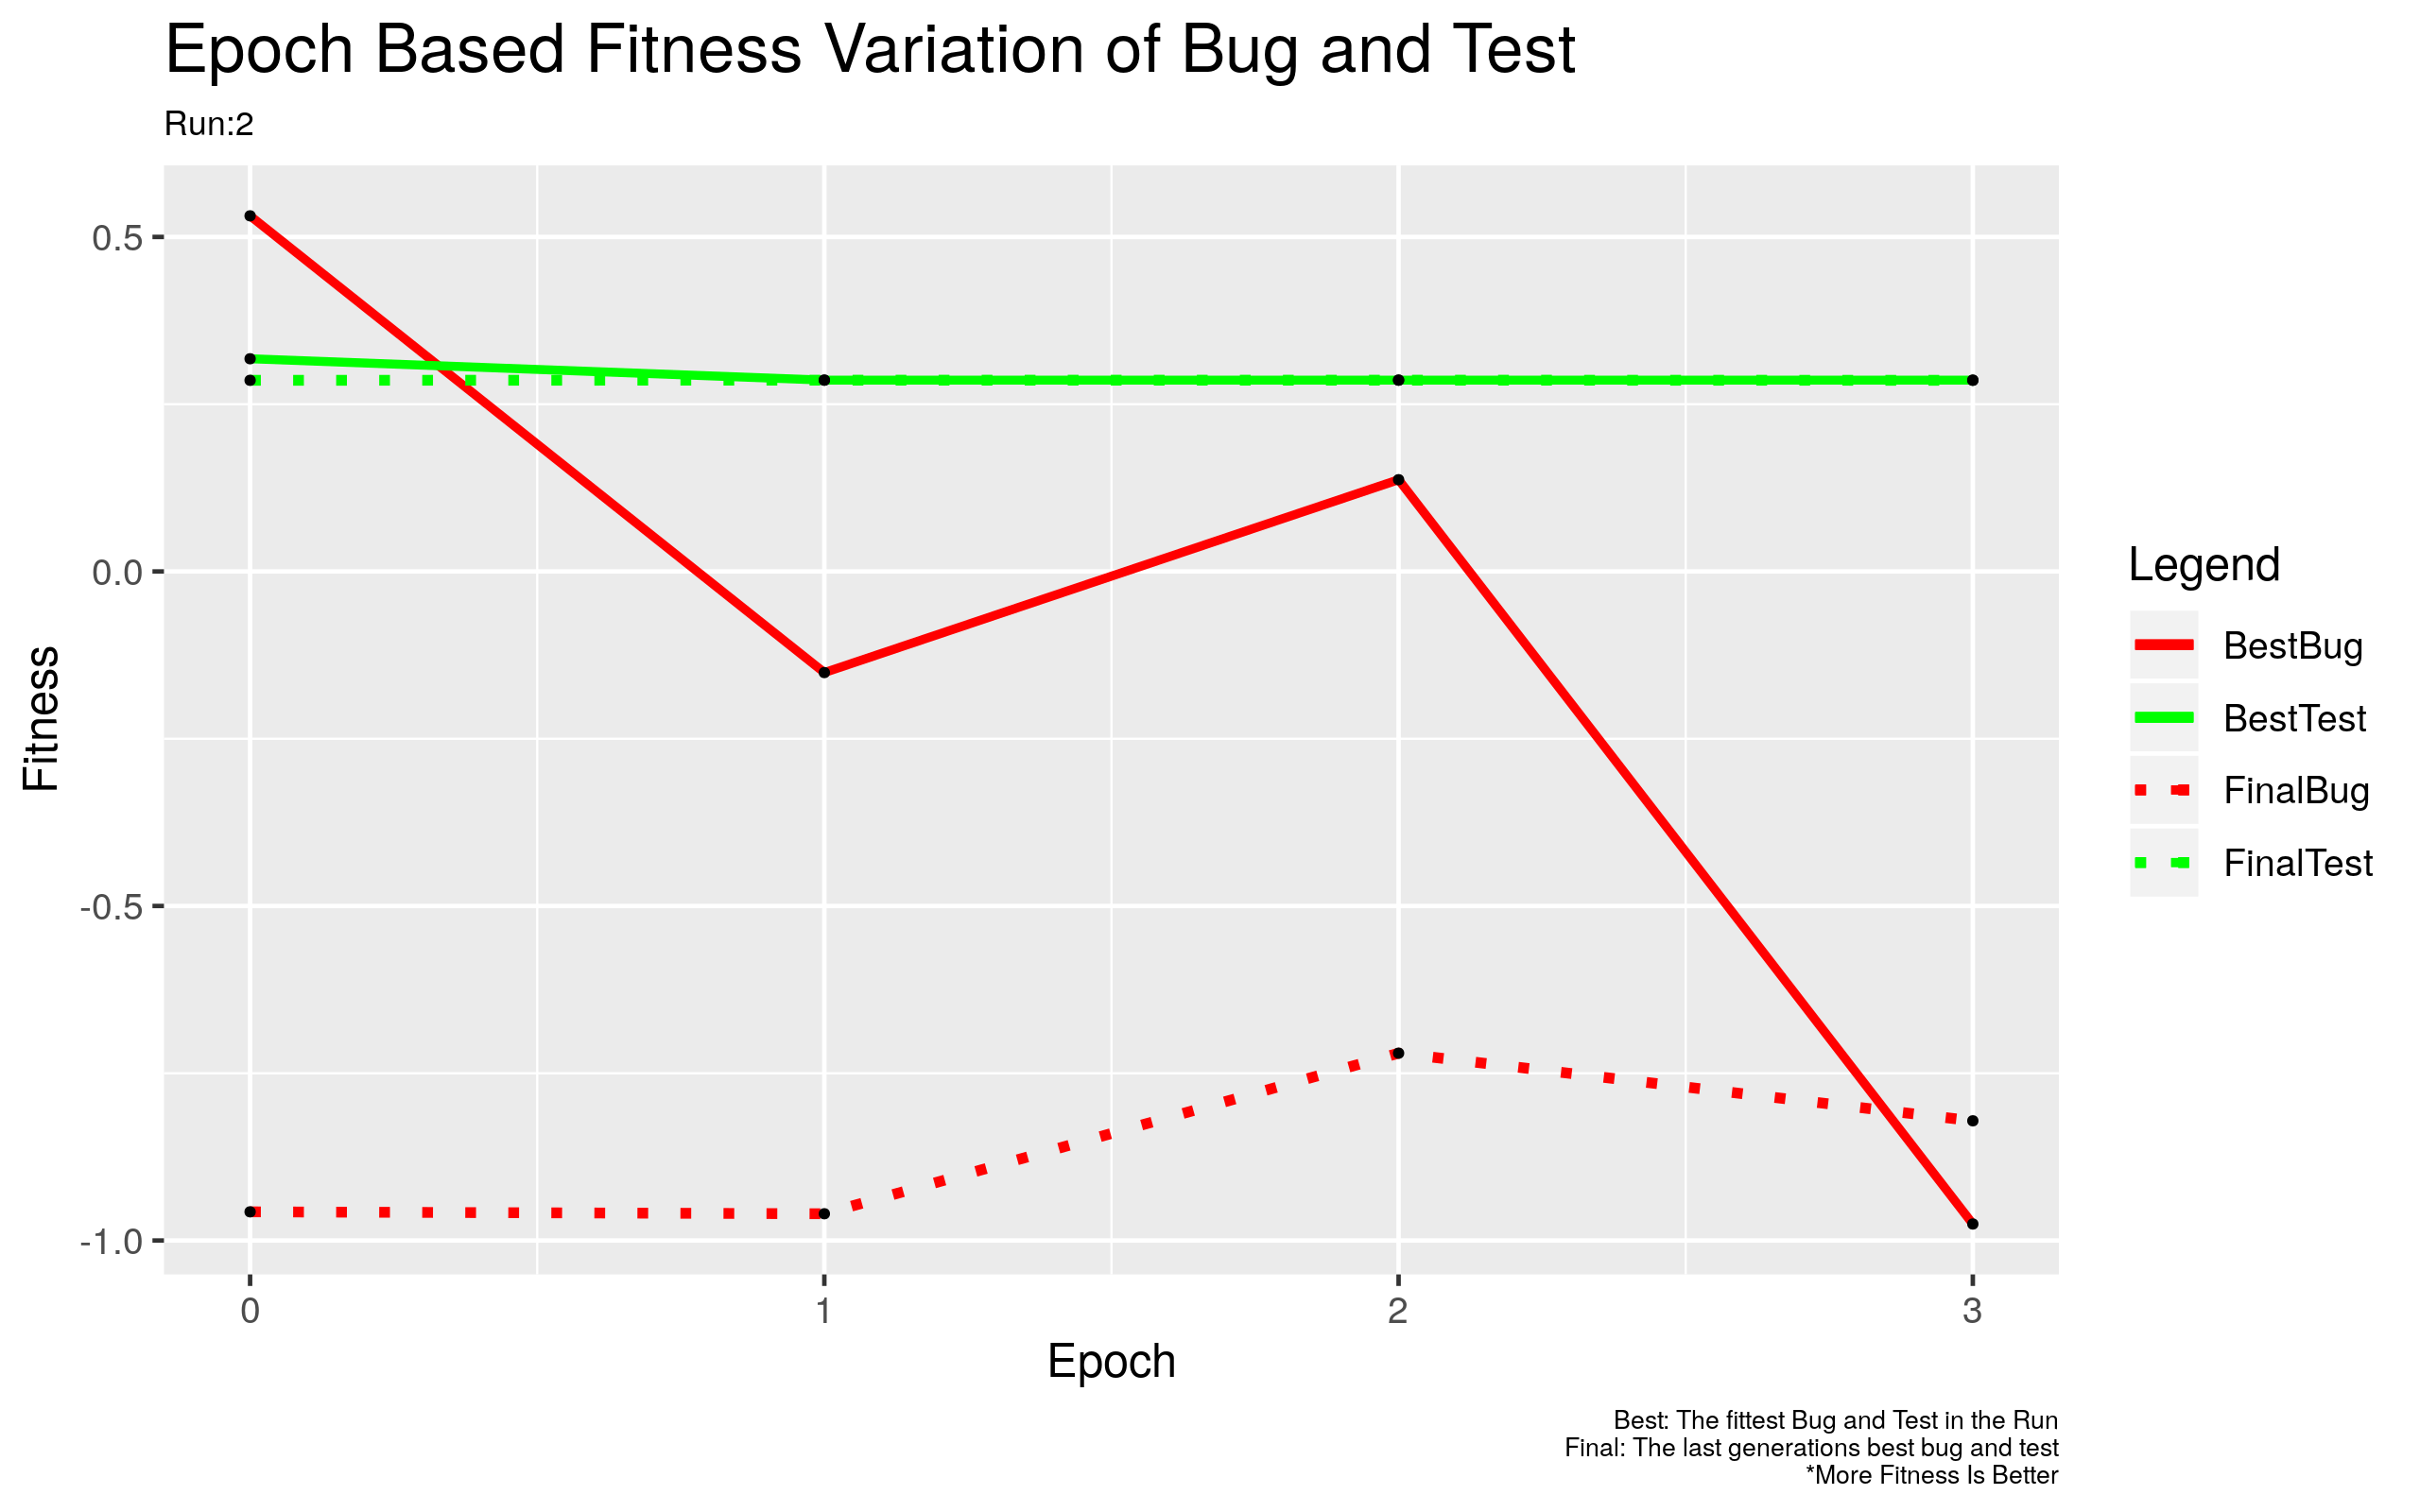 Epoch Based Fitness Variation of Bug and Test
Run:2
0.5
0.0
-0.5
-1.0
Fitness
0
1
2
3
Epoch
Legend
BestBug
BestTest
FinalBug
FinalTest
Best: The fittest Bug and Test in the Run
Final: The last generations best bug and test
*More Fitness Is Better